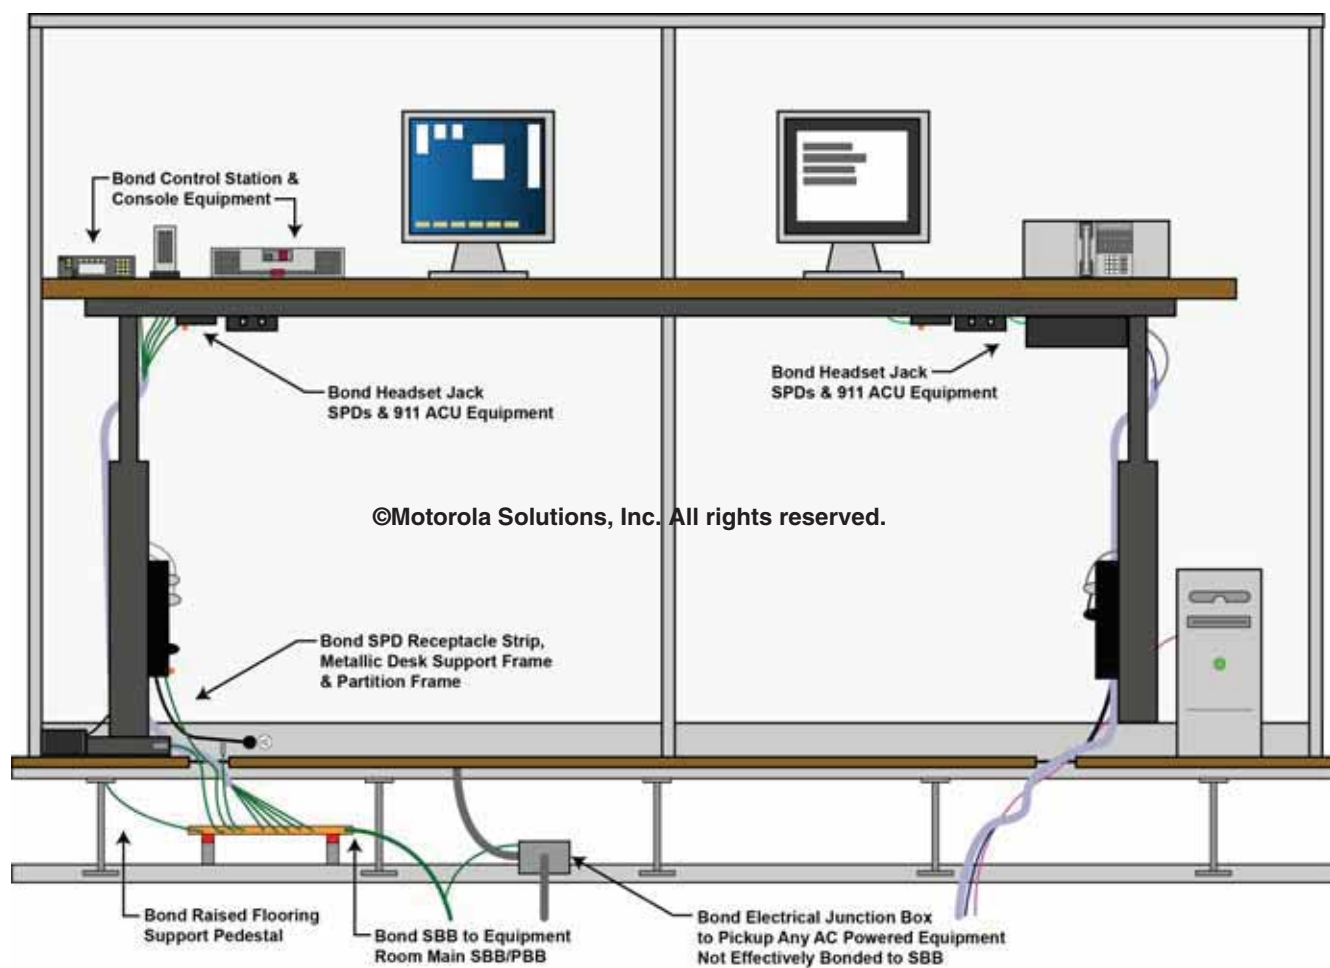 Bond Control Station &
Console Equipment
Bond Headset Jack
SPDs & 911 ACU Equipment
Bond Headset Jack
SPDs & 911 ACU Equipment
©Motorola Solutions, Inc. All rights reserved.
Bond SPD Receptacle Strip,
Metallic Desk Support Frame
& Partition Frame
Bond Raised Flooring
Support Pedestal
Bond SBB to Equipment
Room Main SBB/PBB
Bond Electrical Junction Box
to Pickup Any AC Powered Equipment
Not Effectively Bonded to SBB